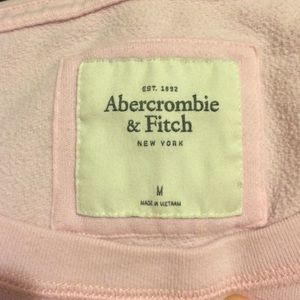 EST. 1892
Abercrombie
& Fitch
NEW YORK
M
MADE IN VIETNAM